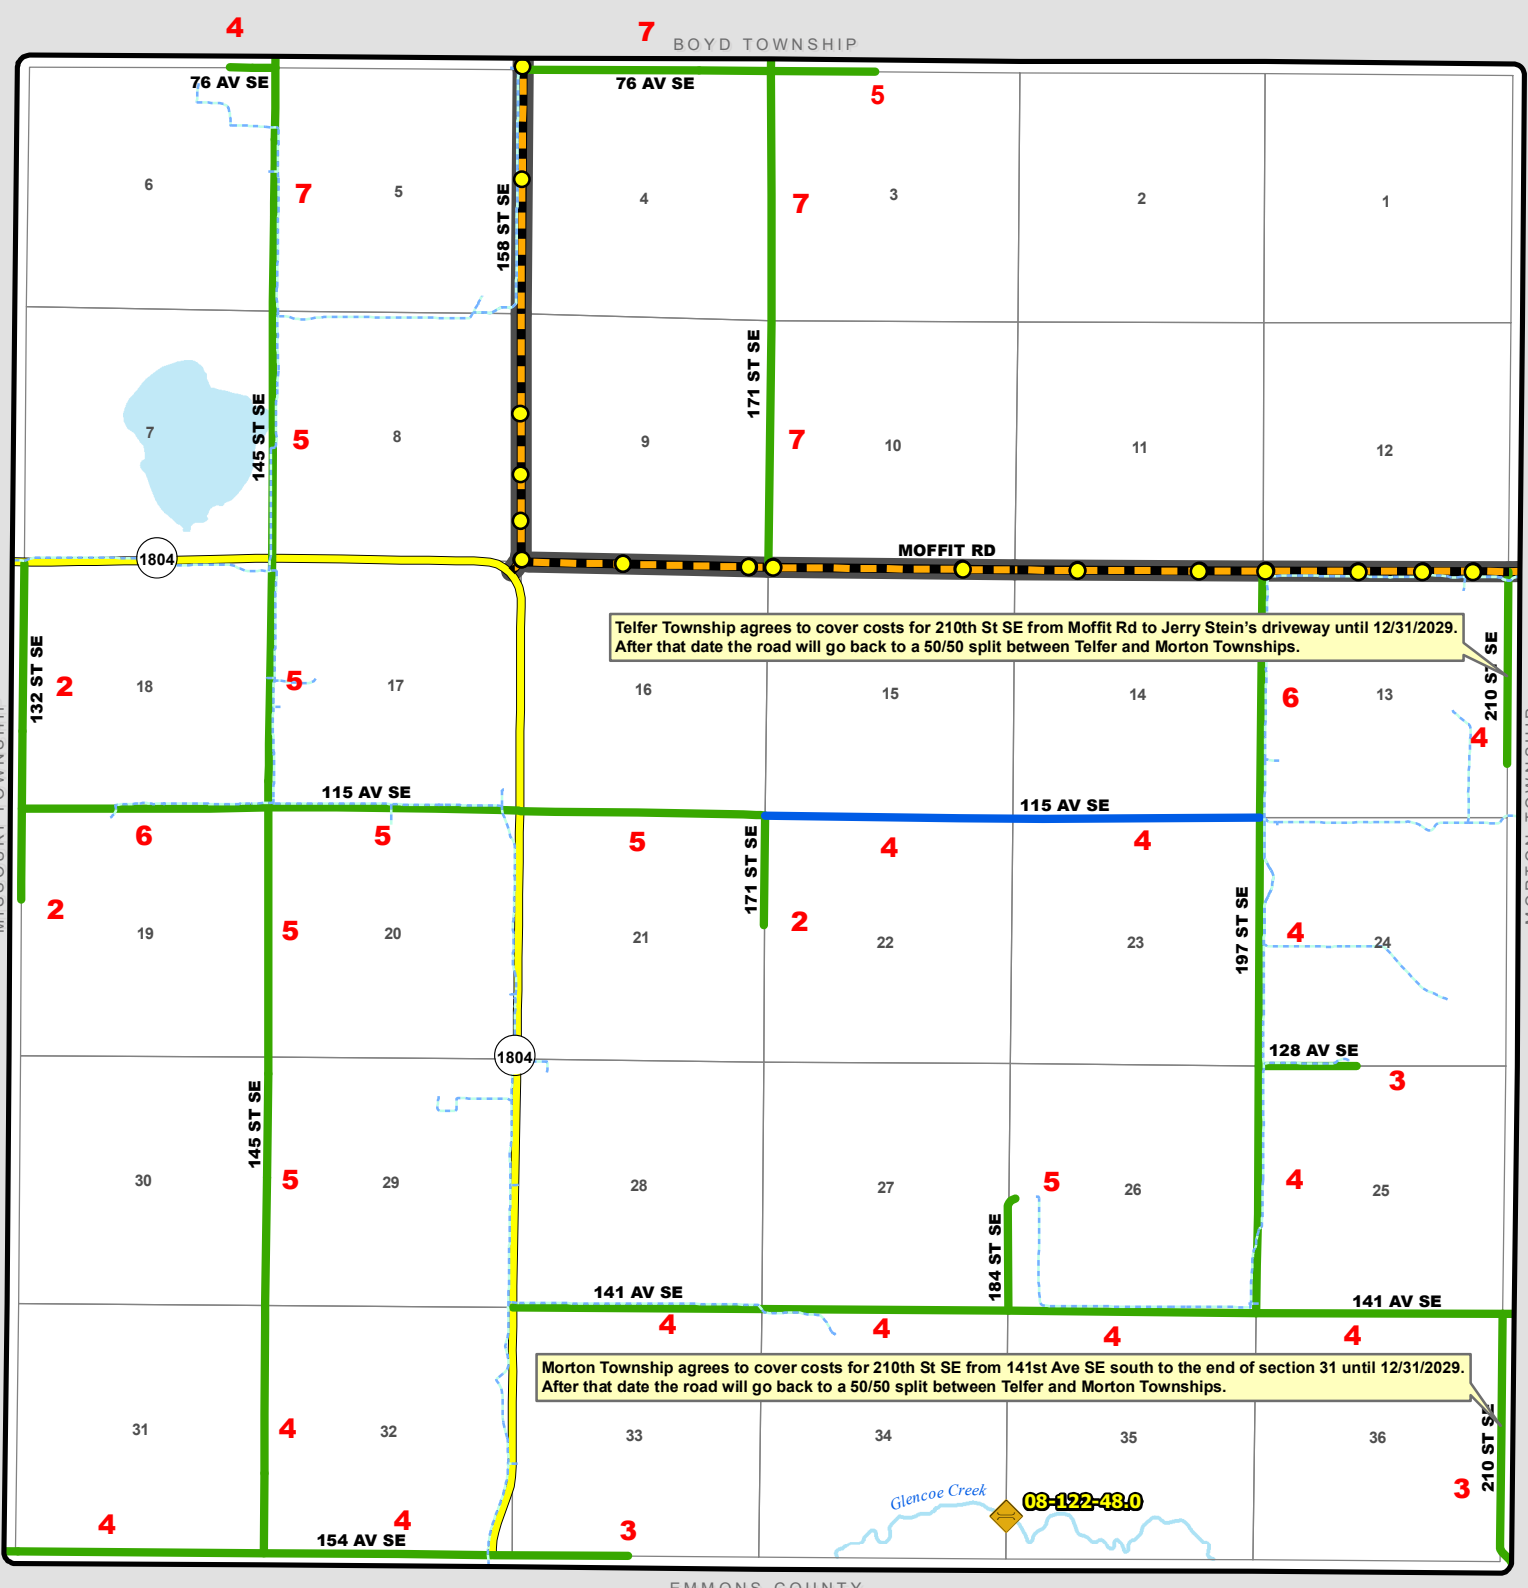 4
7
BOYD TOWNSHIP
76 AV SE
76 AV SE
5
6
7
5
158 ST SE
4
7
3
2
1
171 ST SE
145 ST SE
7
5
8
9
7
10
11
12
1804
MOFFIT RD
Telfer Township agrees to cover costs for 210th St SE from Moffit Rd to Jerry Stein's driveway until 12/31/2029.
After that date the road will go back to a 50/50 split between Telfer and Morton Townships.
132 ST SE
2
18
5
17
16
15
14
6
13
210 ST SE
4
115 AV SE
115 AV SE
6
5
5
4
4
171 ST SE
2
2
19
5
20
21
22
23
197 ST SE
4
24
1804
128 AV SE
3
145 ST SE
30
5
29
28
27
5
26
4
25
184 ST SE
141 AV SE
141 AV SE
4
4
4
4
Morton Township agrees to cover costs for 210th St SE from 141st Ave SE south to the end of section 31 until 12/31/2029.
After that date the road will go back to a 50/50 split between Telfer and Morton Townships.
31
4
32
33
34
35
36
210 ST SE
3
Glencoe Creek
08-122-48.0
4
4
154 AV SE
3
EMMONS COUNTY